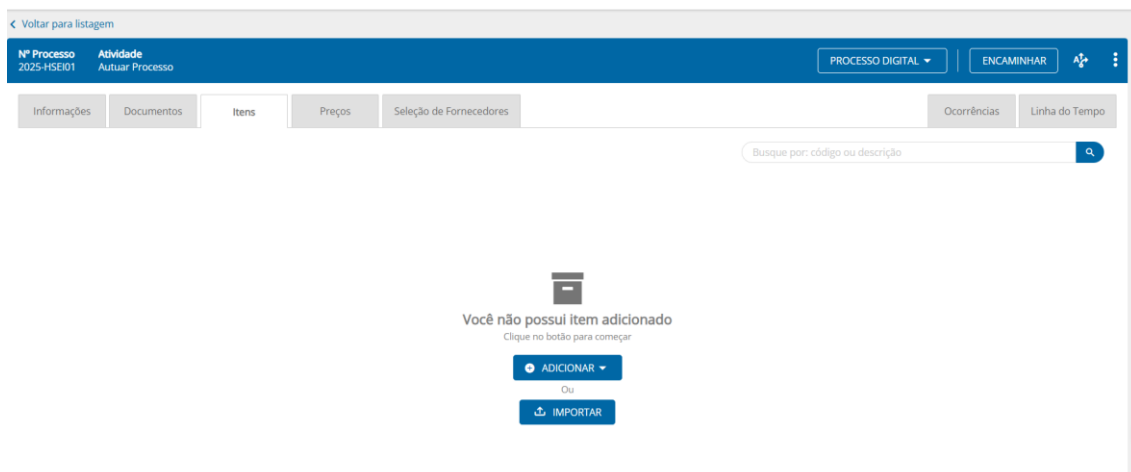 Voltar para listagem
Nº Processo Atividade
2025-HSEI01 Autuar Processo
PROCESSO DIGITAL
ENCAMINHAR
Informações
Documentos
Itens
Preços
Seleção de Fornecedores
Ocorrências
Linha do Tempo
Busque por: código ou descrição
Você não possui item adicionado
Clique no botão para começar
ADICIONAR
Ou
IMPORTAR